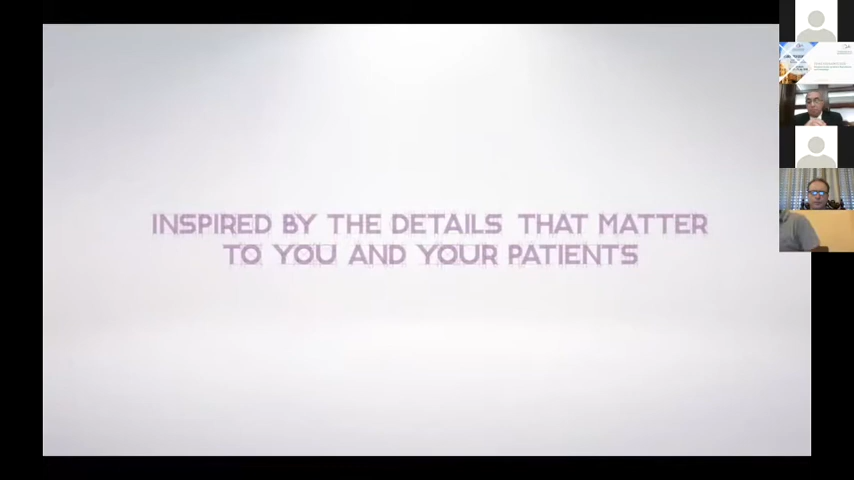 INSPIRED BY THE DETAILS THAT MATTER
TO YOU AND YOUR PATIENTS